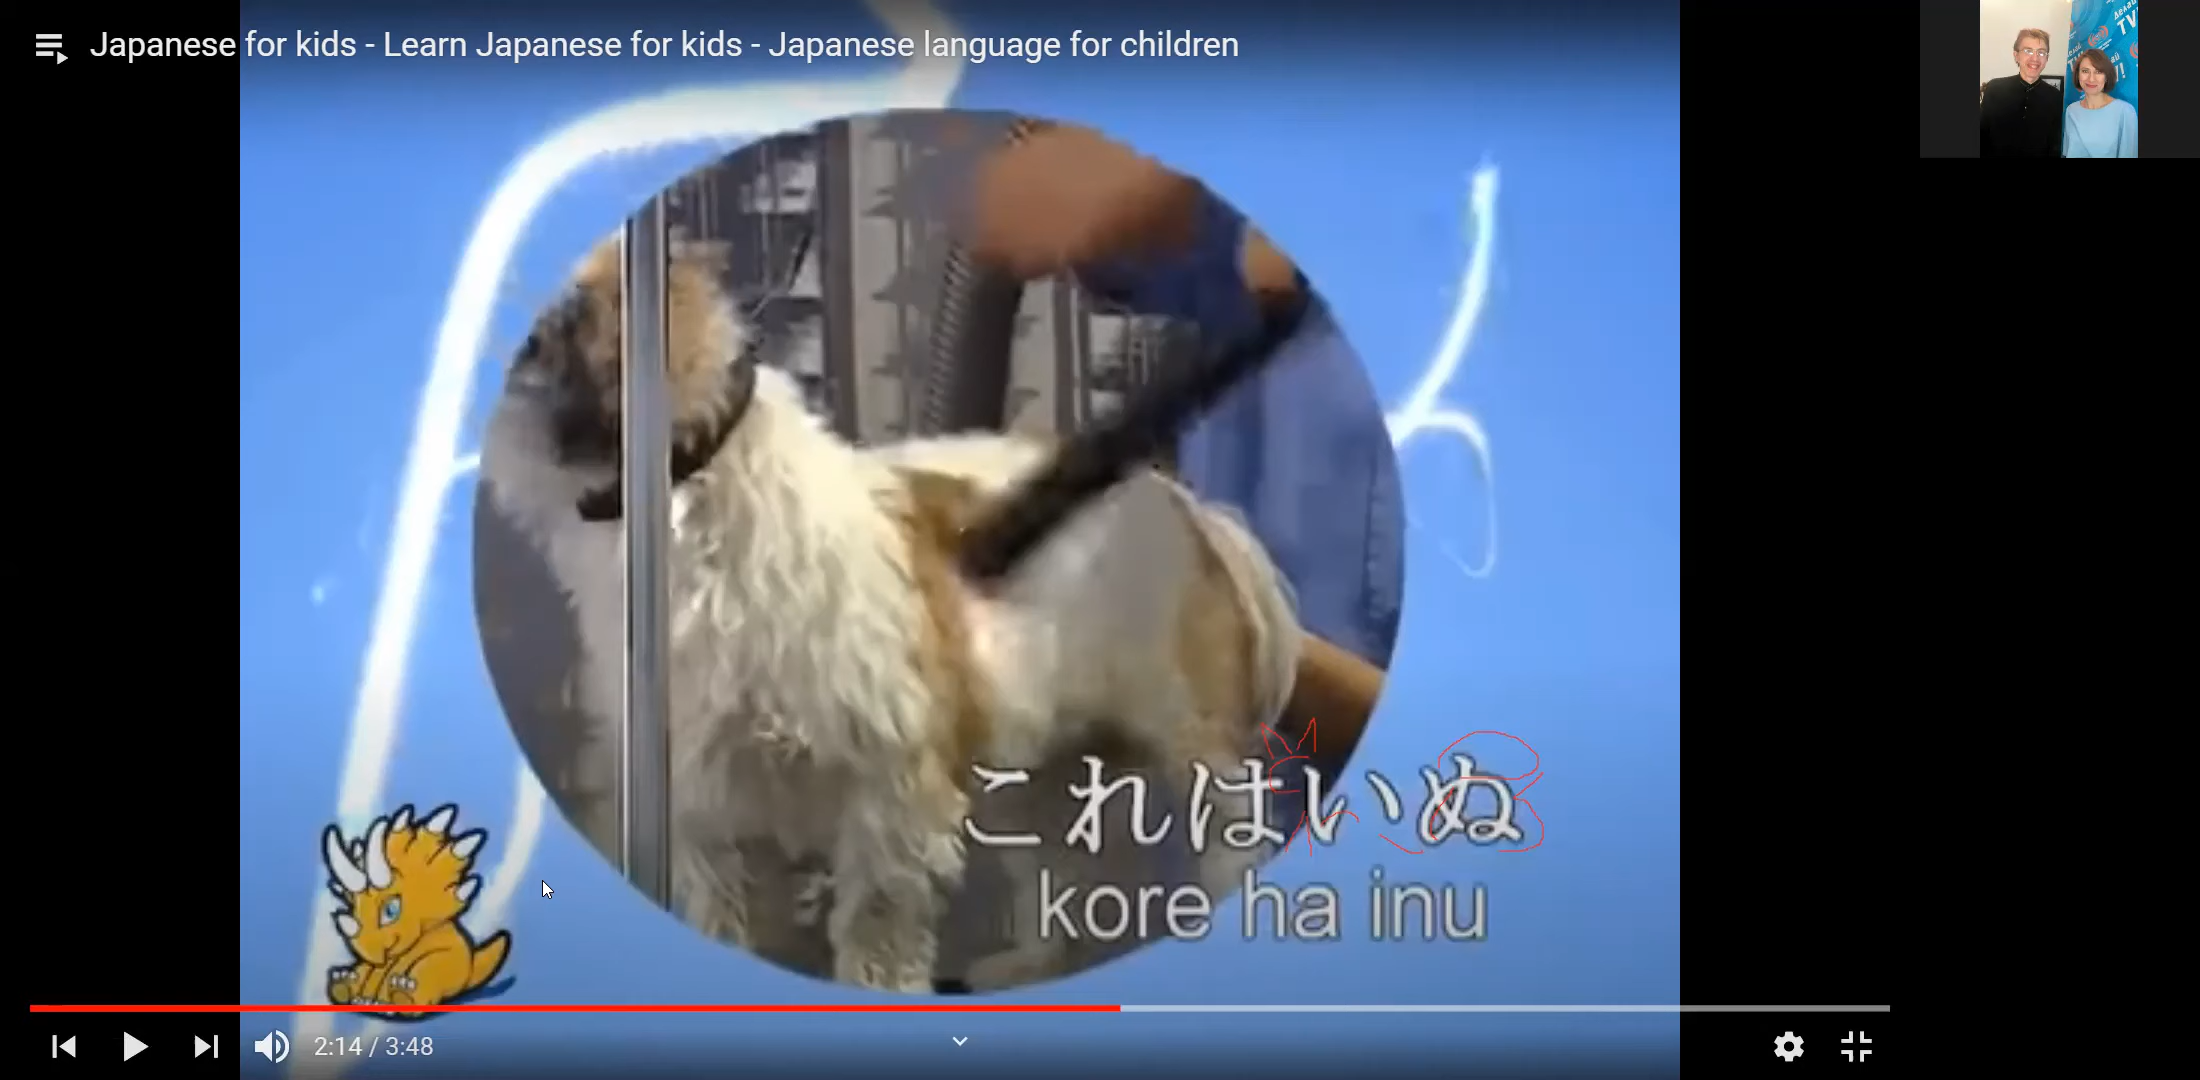 Japanese for kids - Learn Japanese for kids - Japanese language for children
これはいぬ
kore ha inu
2:14 / 3:48